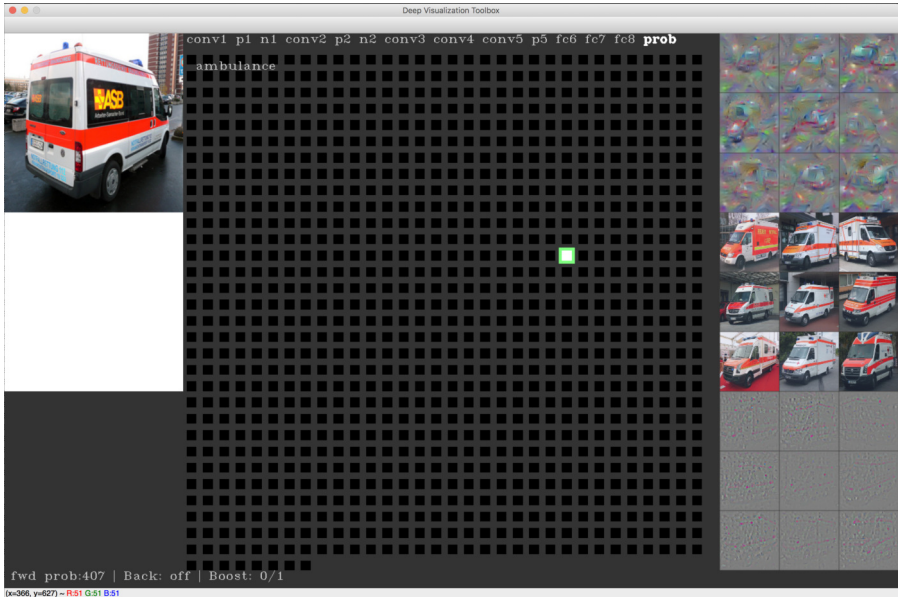 Deep Visualization Toolbox
conv1 p1 n1 conv2 p2 n2 conv3 conv4 conv5 p5 fc6 fc7 fc8 prob
ambulance
ASB
fwd prob:407 | Back: off | Boost: 0/1
(x=366, y=627) ~ R:51 G:51 B:51